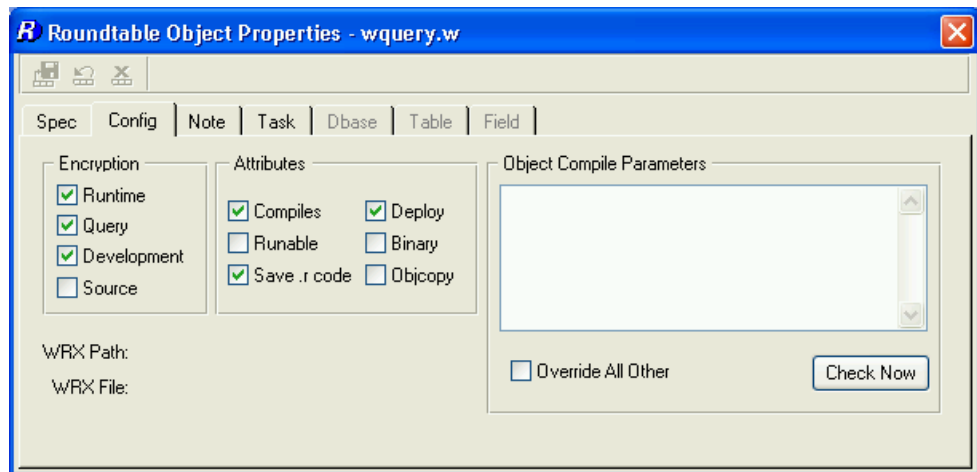 Roundtable Object Properties - wquery.w
Spec Config Note Task Dbase Table Field
Encryption
Runtime
Query
Development
Source
Attributes
Compiles Deploy
Runable Binary
Save .r code Objcopy
Object Compile Parameters
Override All Other Check Now
WRX Path:
WRX File: